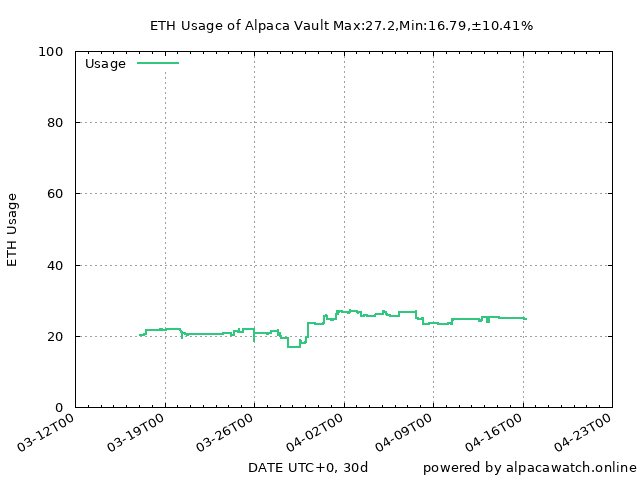 ETH Usage of Alpaca Vault Max:27.2,Min:16.79,±10.41%
Usage
100
80
60
40
20
0
ETH Usage
03-12T00
03-19T00
03-26T00
04-02T00
04-09T00
04-16T00
04-23T00
DATE UTC+0, 30d
powered by alpacawatch.online